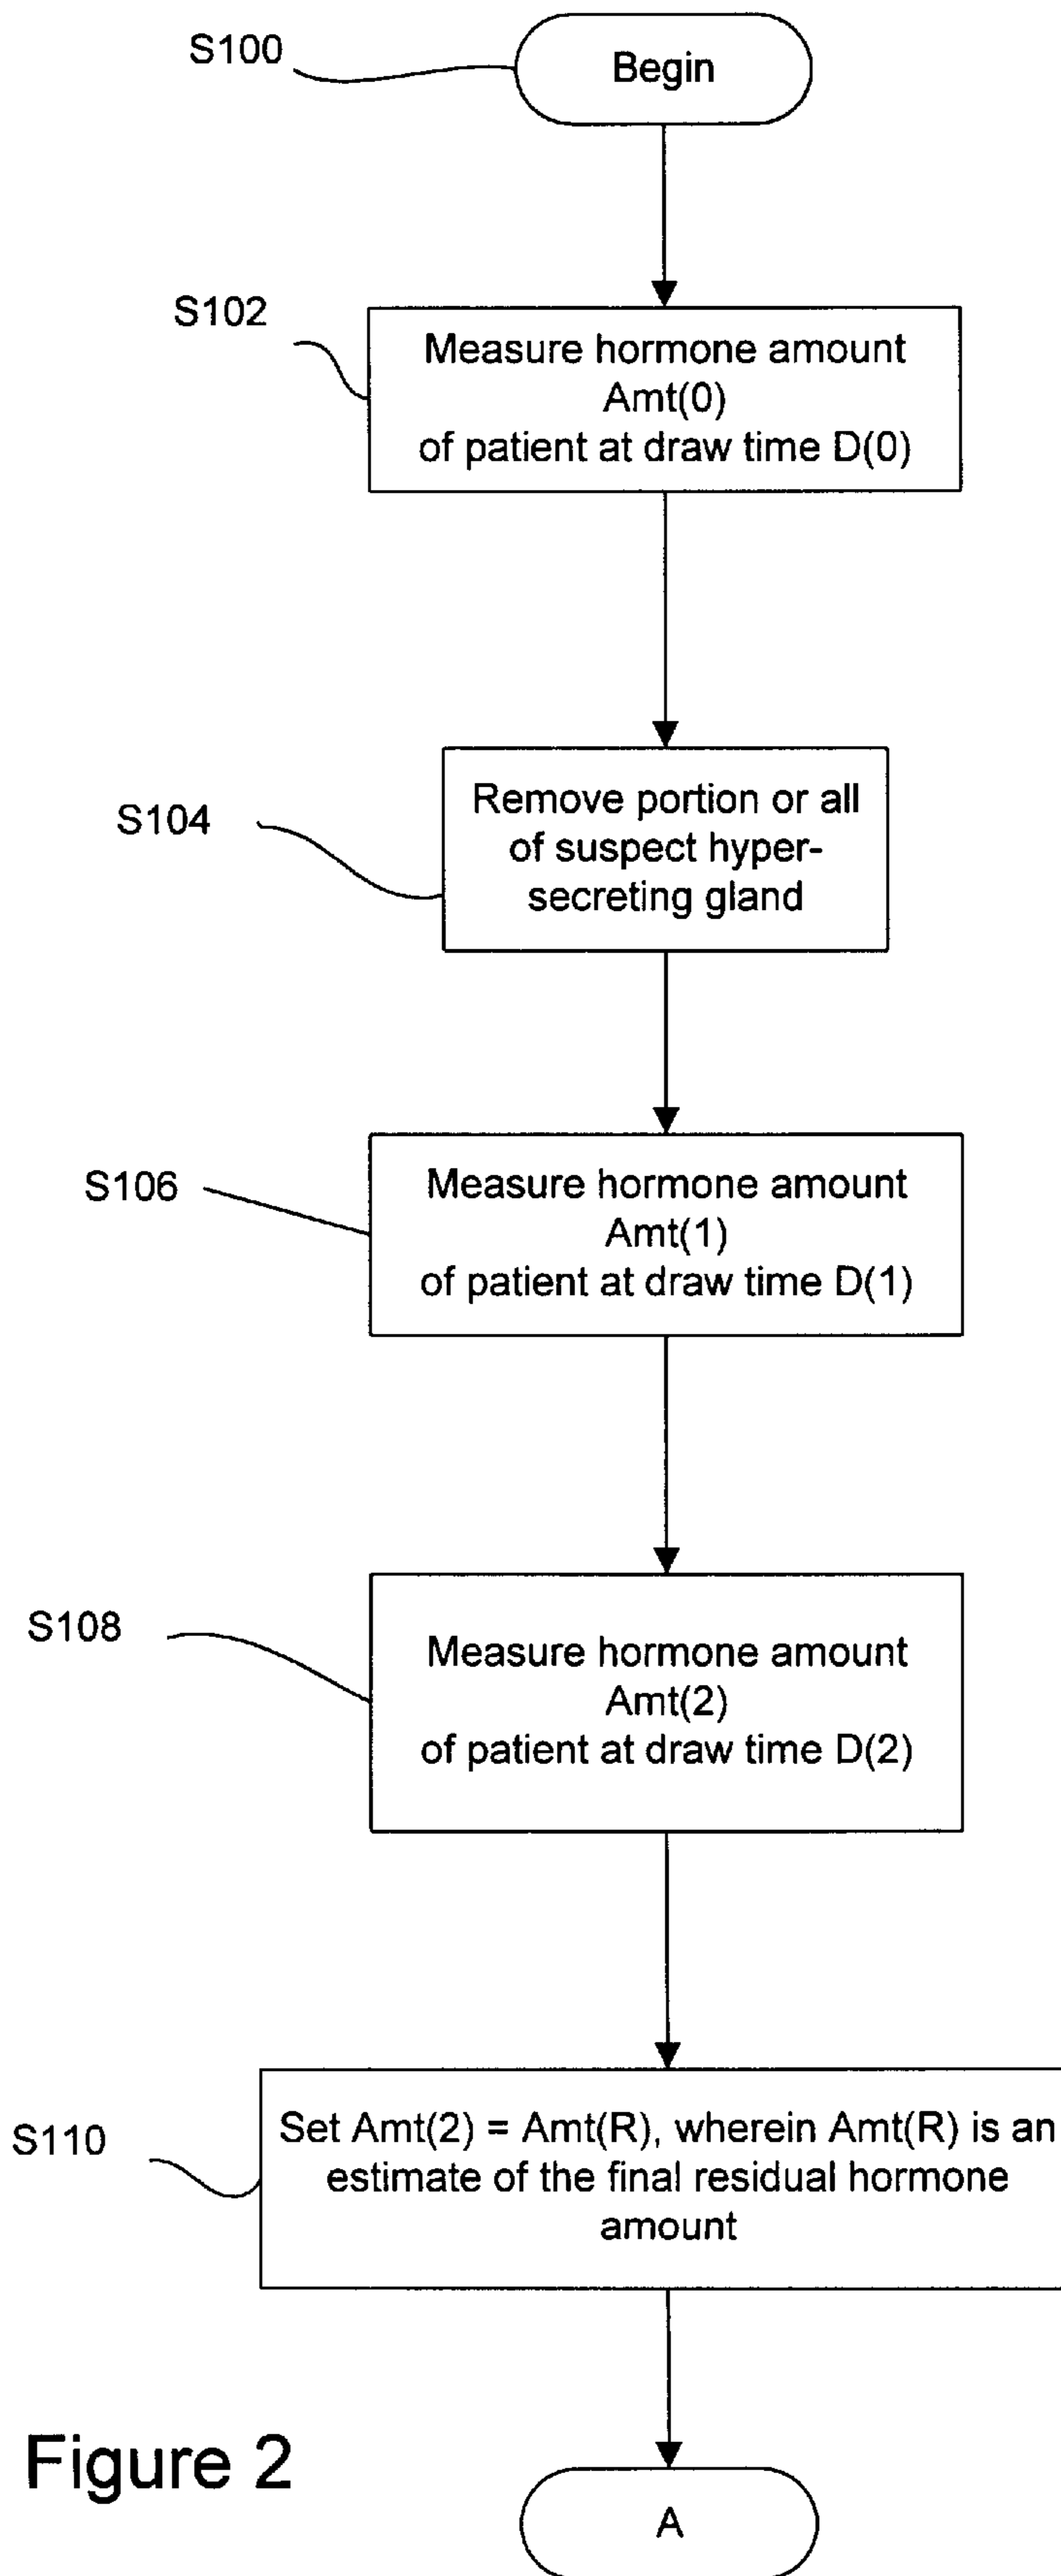 S100
Begin
S102
Measure hormone amount
Amt(0)
of patient at draw time D(0)
S104
Remove portion or all
of suspect hyper-
secreting gland
S106
Measure hormone amount
Amt(1)
of patient at draw time D(1)
S108
Measure hormone amount
Amt(2)
of patient at draw time D(2)
S110
Set Amt(2) = Amt(R), wherein Amt(R) is an
estimate of the final residual hormone
amount
Figure 2
A